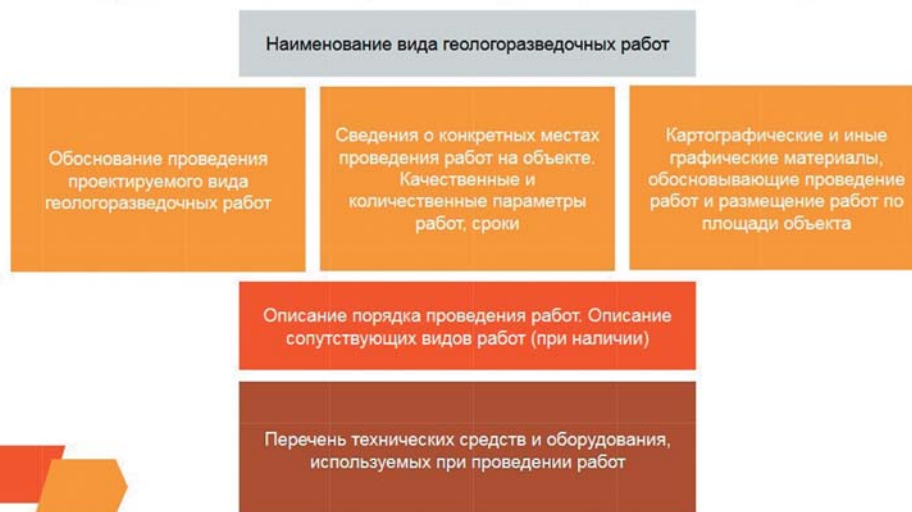 Наименование вида геологоразведочных работ
Обоснование проведения
проектируемого вида
геологоразведочных работ
Сведения о конкретных местах
проведения работ на объекте.
Качественные и
количественные параметры
работ, сроки
Картографические и иные
графические материалы,
обосновывающие проведение
работ и размещение работ по
площади объекта
Описание порядка проведения работ. Описание
сопутствующих видов работ (при наличии)
Перечень технических средств и оборудования,
используемых при проведении работ